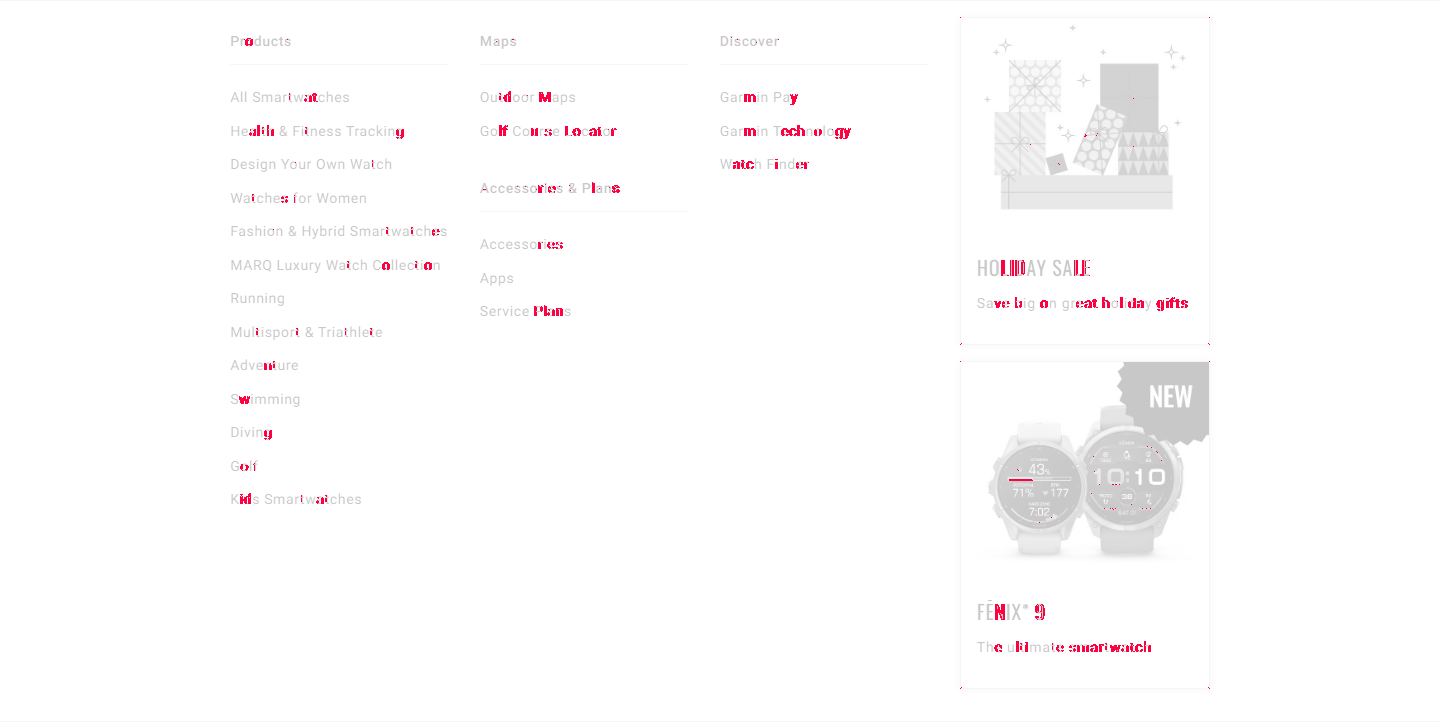 Products
All Smartwatches
Health & Fitness Tracking
Design Your Own Watch
Watches for Women
Fashion & Hybrid Smartwatches
MARQ Luxury Watch Collection
Running
Multisport & Triathlete
Adventure
Swimming
Diving
Golf
Kids Smartwatches
Maps
Outdoor Maps
Golf Course Locator
Accessories & Plans
Accessories
Apps
Service Plans
Discover
Garmin Pay
Garmin Technology
Watch Finder
HOLIDAY SALE
Save big on great holiday gifts
NEW
43%
71% 177
7:02
10:10
38
FĒNIX® 9
The ultimate smartwatch